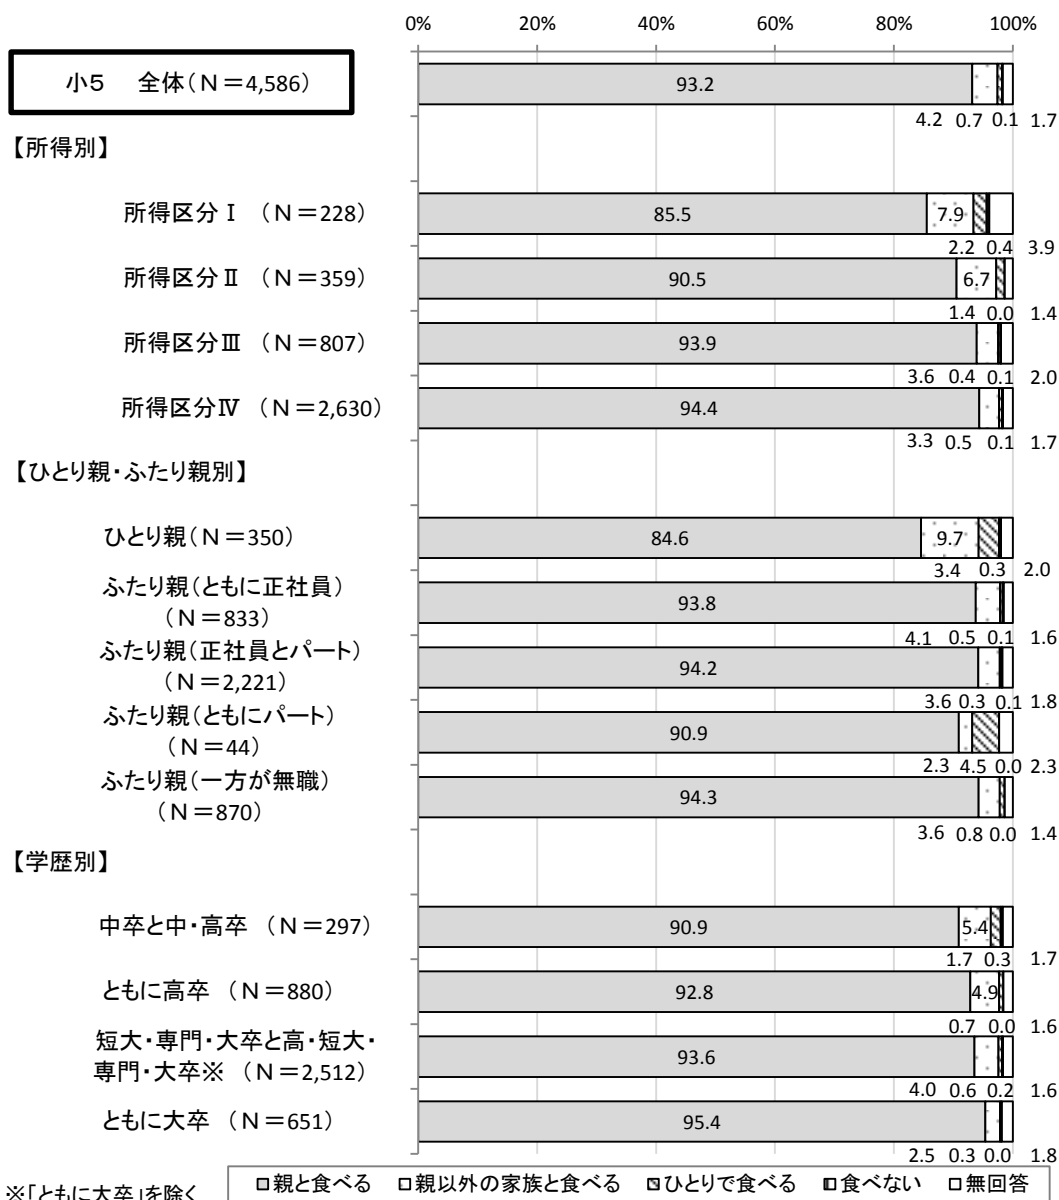 0% 20% 40% 60% 80% 100%
小5 全体(N=4,586)
93.2
4.2 0.7 0.1 1.7
【所得別】
所得区分Ⅰ (N=228)
85.5 7.9
2.2 0.4 3.9
所得区分Ⅱ (N=359)
90.5 6.7
1.4 0.0 1.4
所得区分Ⅲ (N=807)
93.9
3.6 0.4 0.1 2.0
所得区分Ⅳ (N=2,630)
94.4
3.3 0.5 0.1 1.7
【ひとり親・ふたり親別】
ひとり親(N=350)
84.6 9.7
3.4 0.3 2.0
ふたり親(ともに正社員)
(N=833)
93.8
4.1 0.5 0.1 1.6
ふたり親(正社員とパート)
(N=2,221)
94.2
3.6 0.3 0.1 1.8
ふたり親(ともにパート)
(N=44)
90.9
2.3 4.5 0.0 2.3
ふたり親(一方が無職)
(N=870)
94.3
3.6 0.8 0.0 1.4
【学歴別】
中卒と中・高卒 (N=297)
90.9 5.4
1.7 0.3 1.7
ともに高卒 (N=880)
92.8 4.9
0.7 0.0 1.6
短大・専門・大卒と高・短大・
専門・大卒※ (N=2,512)
93.6
4.0 0.6 0.2 1.6
ともに大卒 (N=651)
95.4
2.5 0.3 0.0 1.8
※「ともに大卒」を除く
親と食べる 親以外の家族と食べる ひとりで食べる 食べない 無回答